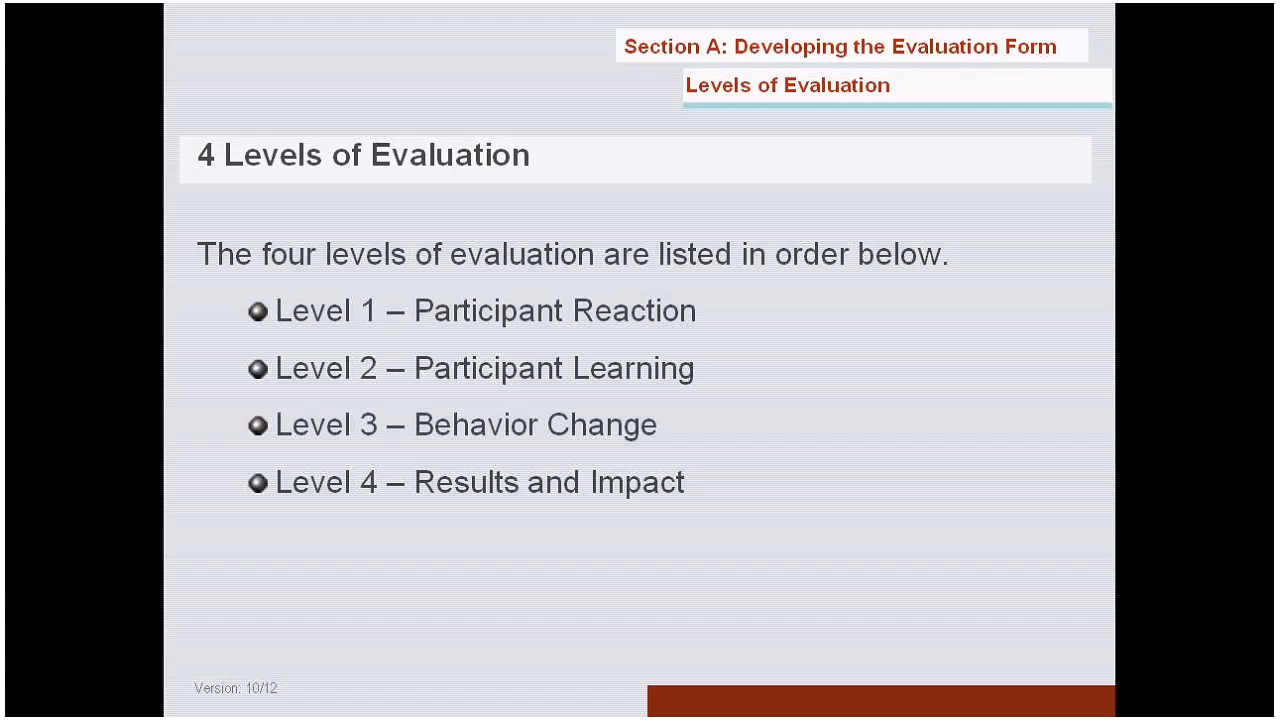 Section A: Developing the Evaluation Form
Levels of Evaluation
4 Levels of Evaluation
The four levels of evaluation are listed in order below.
Level 1 – Participant Reaction
Level 2 – Participant Learning
Level 3 – Behavior Change
Level 4 – Results and Impact
Version: 10/12